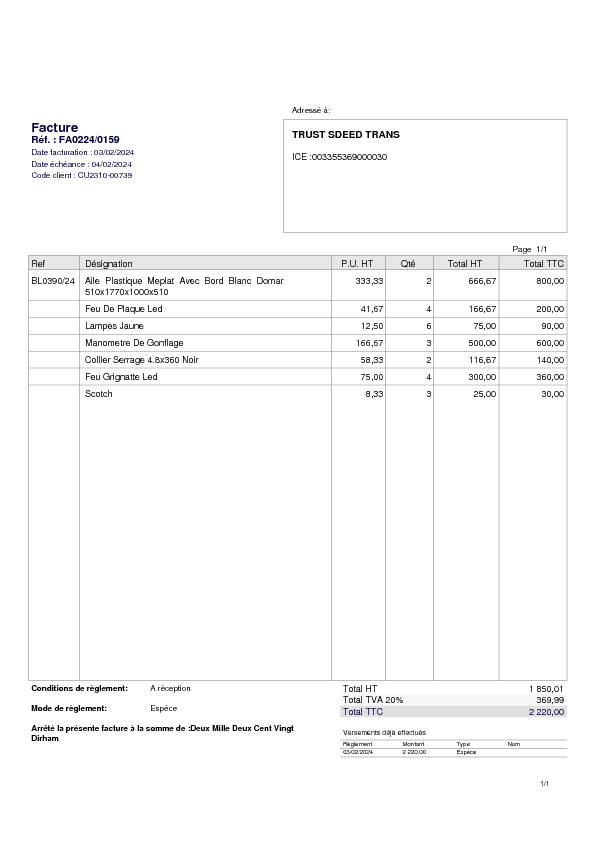 Adressé à:
Facture
Réf. : FA0224/0159
Date facturation : 03/02/2024
Date échéance : 04/02/2024
Code client : CU2310-00739
TRUST SDEED TRANS
ICE :003355369000030
Page 1/1
Ref Désignation P.U. HT Qté Total HT Total TTC
BL0390/24 Aile Plastique Meplat Avec Bord Blanc Domar 333,33 2 666,67 800,00
510x1770x1000x510
Feu De Plaque Led 41,67 4 166,67 200,00
Lampes Jaune 12,50 6 75,00 90,00
Manometre De Gonflage 166,67 3 500,00 600,00
Collier Serrage 4.8x360 Noir 58,33 2 116,67 140,00
Feu Grignatte Led 75,00 4 300,00 360,00
Scotch 8,33 3 25,00 30,00
Conditions de règlement: A réception
Mode de règlement: Espèce
Arrêté la présente facture à la somme de :Deux Mille Deux Cent Vingt
Dirham
Total HT 1 850,01
Total TVA 20% 369,99
Total TTC 2 220,00
Versements déjà effectués
Règlement Montant Type Num
03/02/2024 2 220,00 Espèce
1/1